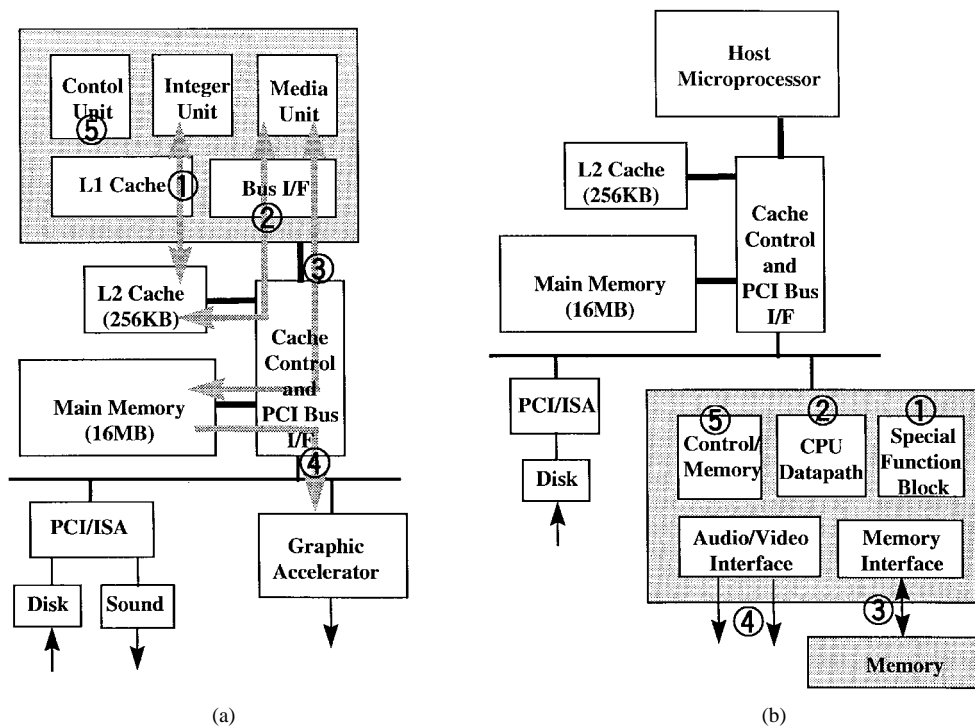 Contol
Unit
⑤
Integer
Unit
Media
Unit
L1 Cache
①
Bus I/F
②
③
L2 Cache
(256KB)
Cache
Control
and
PCI Bus
I/F
Main Memory
(16MB)
④
PCI/ISA
Graphic
Accelerator
Disk
Sound
(a)
Host
Microprocessor
L2 Cache
(256KB)
Cache
Control
and
PCI Bus
I/F
Main Memory
(16MB)
PCI/ISA
Disk
⑤
Control/
Memory
②
CPU
Datapath
①
Special
Function
Block
Audio/Video
Interface
Memory
Interface
④
③
Memory
(b)